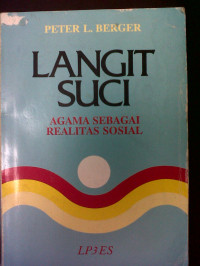 PETER L. BERGER
LANGIT
SUCI
AGAMA SEBAGAI
REALITAS SOSIAL
LP3ES